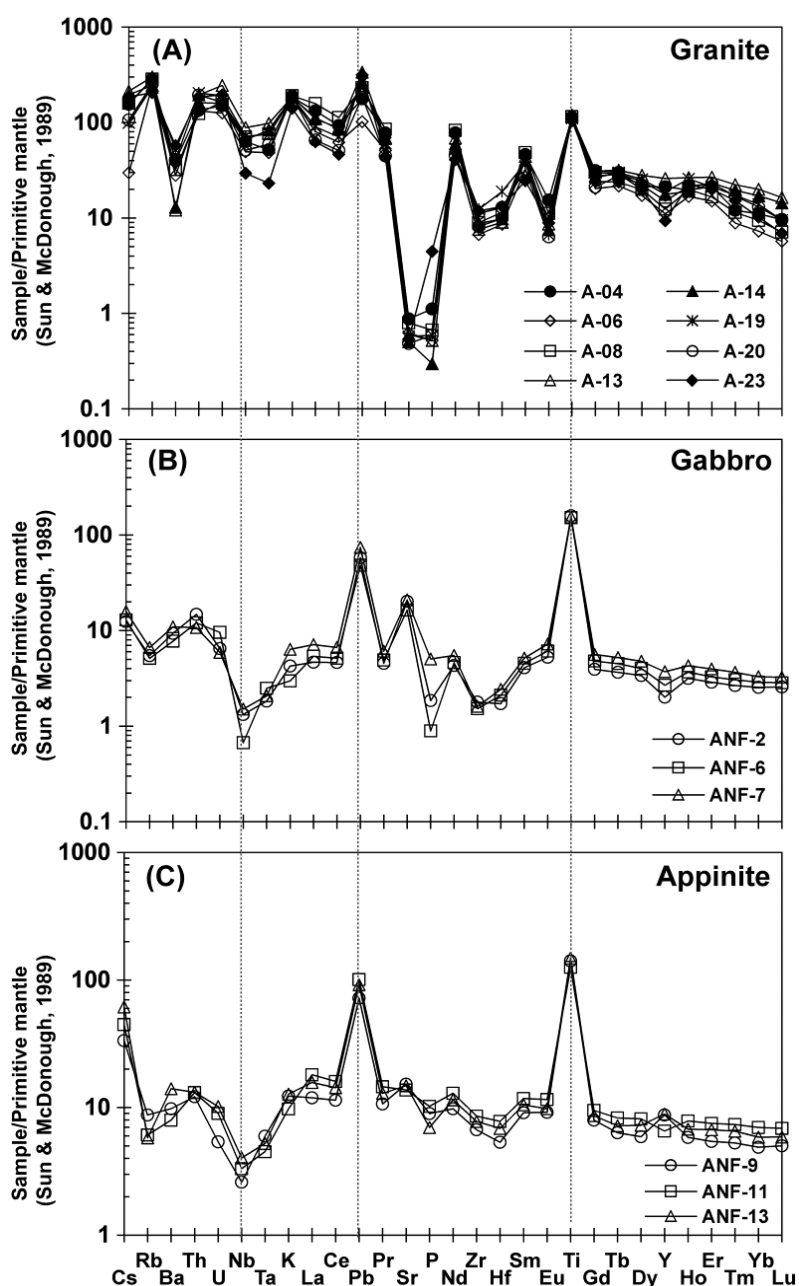 (A)
Granite
Sample/Primitive mantle
(Sun & McDonough, 1989)
1000
100
10
1
0.1
A-04
A-14
A-06
A-19
A-08
A-20
A-13
A-23
(B)
Gabbro
Sample/Primitive mantle
(Sun & McDonough, 1989)
1000
100
10
1
0.1
ANF-2
ANF-6
ANF-7
(C)
Appinite
Sample/Primitive mantle
(Sun & McDonough, 1989)
1000
100
10
1
ANF-9
ANF-11
ANF-13
Rb Th Nb K Ce Pr P Zr Sm Ti Tb Y Er Yb
Cs Ba U Ta La Pb Sr Nd Hf Eu Gd Dy Ho Tm Lu